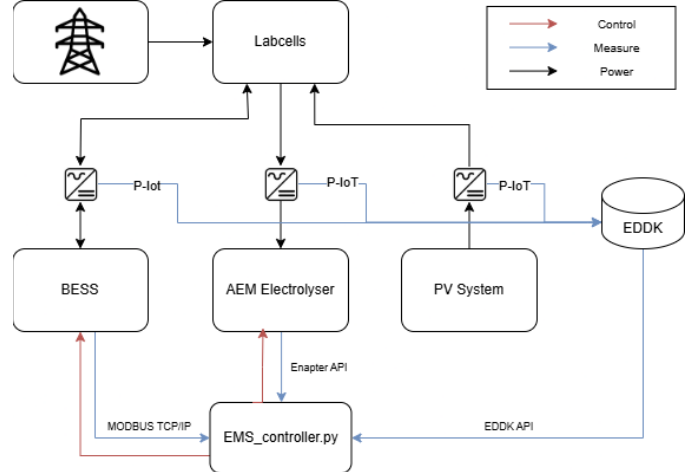 Control
Labcells
Measure
Power
P-Iot
P-IoT
P-IoT
EDDK
BESS
AEM Electrolyser
PV System
Enapter API
MODBUS TCP/IP
EMS_controller.py
EDDK API